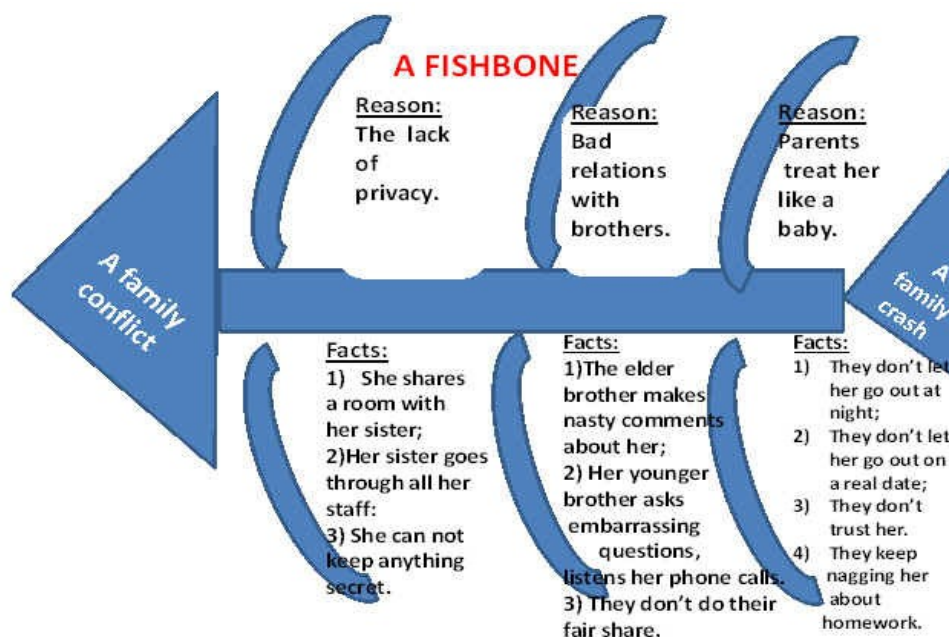 A FISHBONE
Reason:
The lack
of
privacy.
Reason:
Bad
relations
with
brothers.
Reason:
Parents
treat her
like a
baby.
A family
conflict
A
family
crash
Facts:
1) She shares
a room with
her sister;
2)Her sister goes
through all her
staff:
3) She can not
keep anything
secret.
Facts:
1)The elder
brother makes
nasty comments
about her;
2) Her younger
brother asks
embarrassing
questions,
listens her phone calls.
3) They don't do their
fair share.
Facts:
1) They don't let
her go out at
night;
2) They don't let
her go out on
a real date;
3) They don't
trust her.
4) They keep
nagging her
about
homework.